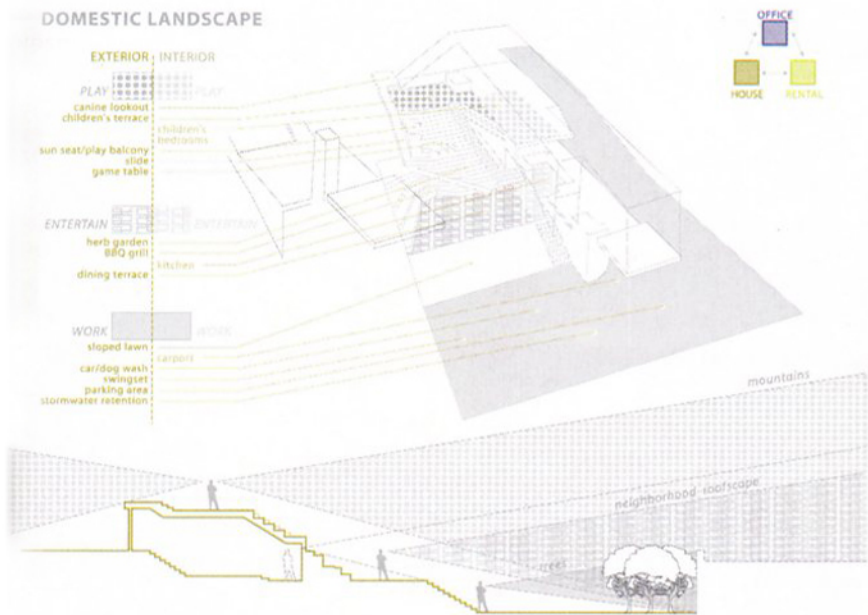 DOMESTIC LANDSCAPE
OFFICE
HOUSE
RENTAL
EXTERIOR INTERIOR
PLAY PLAY
canine lookout
children's terrace
children's
bedrooms
sun seat/play balcony
slide
game table
ENTERTAIN ENTERTAIN
herb garden
BBQ grill
kitchen
dining terrace
WORK WORK
sloped lawn
carport
car/dog wash
swingset
parking area
stormwater retention
mountains
neighborhood roofscape
trees